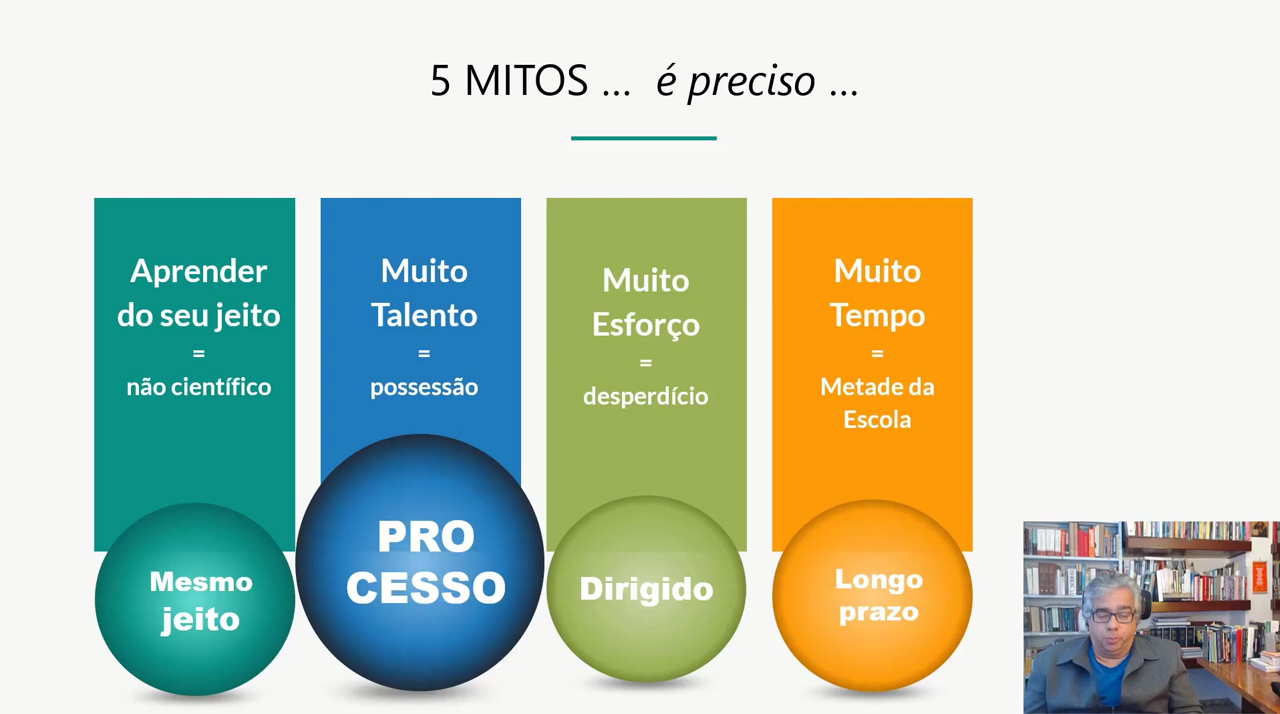 5 MITOS ... é preciso ...
Aprender
do seu jeito
=
não científico
Mesmo
jeito
Muito
Talento
=
possessão
PRO
CESSO
Muito
Esforço
=
desperdício
Dirigido
Muito
Tempo
=
Metade da
Escola
Longo
prazo